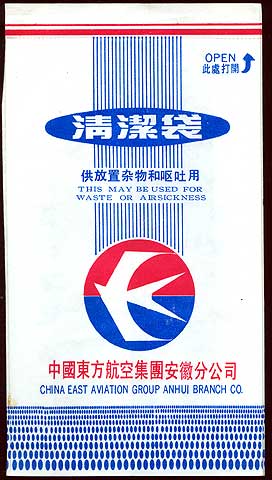 OPEN
此處打開
清潔袋
供放置杂物和呕吐用
THIS MAY BE USED FOR
WASTE OR AIRSICKNESS
中國東方航空集團安徽分公司
CHINA EAST AVIATION GROUP ANHUI BRANCH CO.